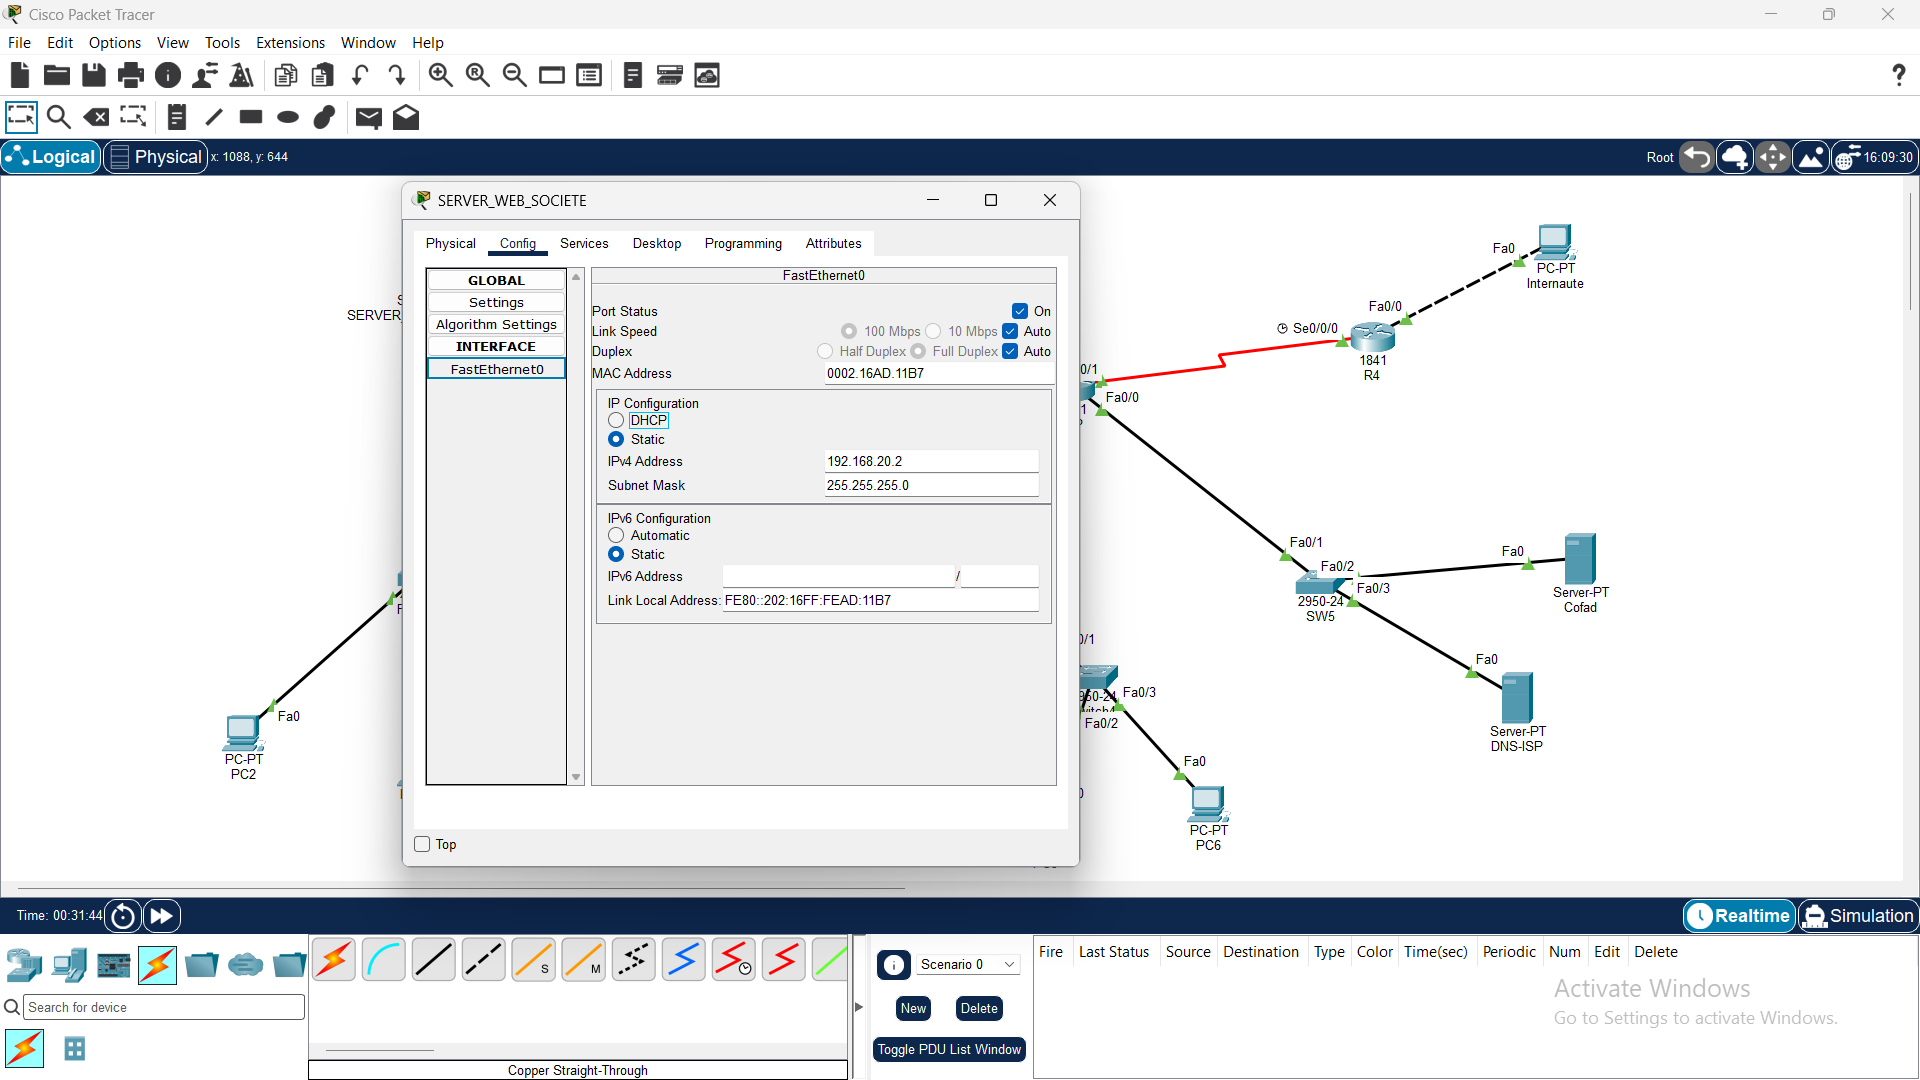 Cisco Packet Tracer
File Edit Options View Tools Extensions Window Help
Logical Physical x: 1088, y: 644 Root 16:09:30
SERVER_WEB_SOCIETE
Physical Config Services Desktop Programming Attributes
GLOBAL
Settings
Algorithm Settings
INTERFACE
FastEthernet0
FastEthernet0
Port Status On
Link Speed 100 Mbps 10 Mbps Auto
Duplex Half Duplex Full Duplex Auto
MAC Address 0002.16AD.11B7
IP Configuration
DHCP
Static
IPv4 Address 192.168.20.2
Subnet Mask 255.255.255.0
IPv6 Configuration
Automatic
Static
IPv6 Address /
Link Local Address: FE80::202:16FF:FEAD:11B7
Top
SERVER_
Fa0
PC-PT
PC2
Fa0
PC-PT
Internaute
Fa0/0
Se0/0/0
1841
R4
0/1
Fa0/0
Fa0/1
Fa0/2
Fa0/3
2950-24
SW5
Fa0
Server-PT
Cofad
Fa0
Server-PT
DNS-ISP
Fa0/3
Fa0/2
Fa0
PC-PT
PC6
Time: 00:31:44 Realtime Simulation
Search for device
S
M
Copper Straight-Through
Scenario 0
New Delete
Toggle PDU List Window
Fire Last Status Source Destination Type Color Time(sec) Periodic Num Edit Delete
Activate Windows
Go to Settings to activate Windows.